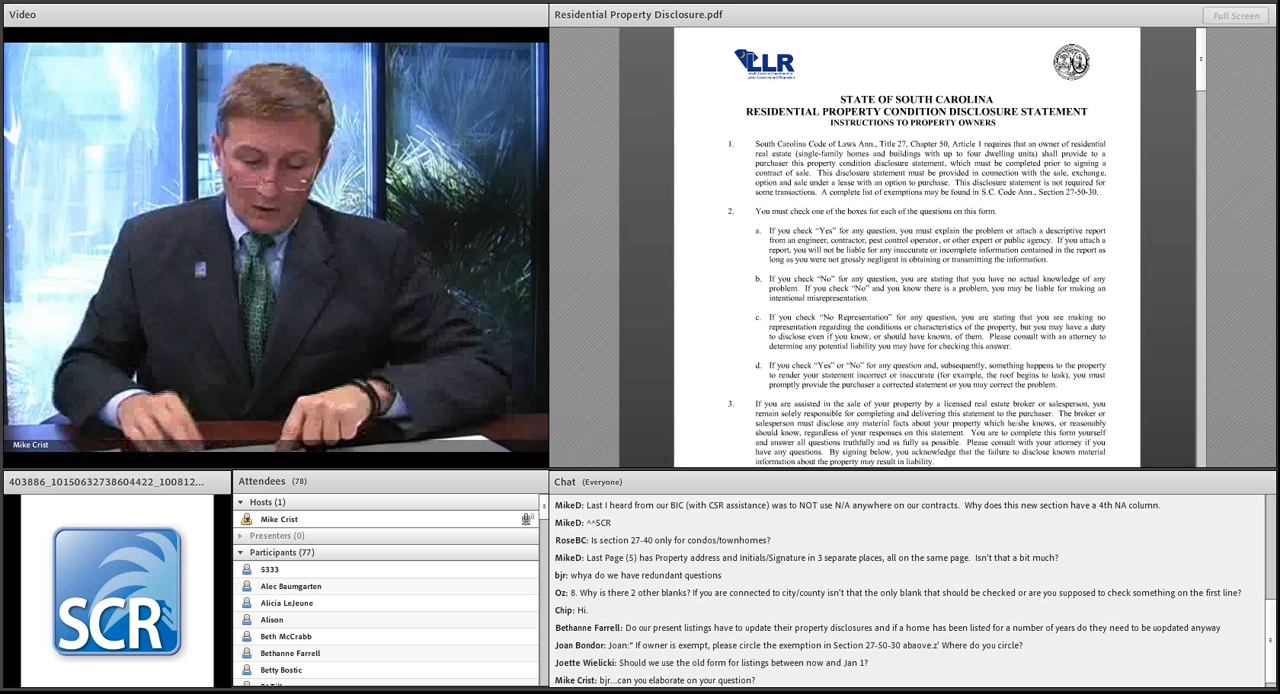 Video
Residential Property Disclosure.pdf
Full Screen
LLR
STATE OF SOUTH CAROLINA
RESIDENTIAL PROPERTY CONDITION DISCLOSURE STATEMENT
INSTRUCTIONS TO PROPERTY OWNERS
1. South Carolina Code of Laws Ann., Title 27, Chapter 50, Article 1 requires that an owner of residential
real estate (single-family homes and buildings with up to four dwelling units) shall provide to a
purchaser this property condition disclosure statement, which must be completed prior to signing a
contract of sale. This disclosure statement must be provided in connection with the sale, exchange,
option and sale under a lease with an option to purchase. This disclosure statement is not required for
some transactions. A complete list of exemptions may be found in S.C. Code Ann., Section 27-50-30.
2. You must check one of the boxes for each of the questions on this form.
a. If you check “Yes” for any question, you must explain the problem or attach a descriptive report
from an engineer, contractor, pest control operator, or other expert or public agency. If you attach a
report, you will not be liable for any inaccurate or incomplete information contained in the report as
long as you were not grossly negligent in obtaining or transmitting the information.
b. If you check “No” for any question, you are stating that you have no actual knowledge of any
problem. If you check “No” and you know there is a problem, you may be liable for making an
intentional misrepresentation.
c. If you check “No Representation” for any question, you are stating that you are making no
representation regarding the conditions or characteristics of the property, but you may have a duty
to disclose even if you know, or should have known, of them. Please consult with an attorney to
determine any potential liability you may have for checking this answer.
d. If you check “Yes” or “No” for any question and, subsequently, something happens to the property
to render your statement incorrect or inaccurate (for example, the roof begins to leak), you must
promptly provide the purchaser a corrected statement or you may correct the problem.
3. If you are assisted in the sale of your property by a licensed real estate broker or salesperson, you
remain solely responsible for completing and delivering this statement to the purchaser. The broker or
salesperson must disclose any material facts about your property which he/she knows, or reasonably
should know, regardless of your responses on this statement. You are to complete this form yourself
and answer all questions truthfully and as fully as possible. Please consult with your attorney if you
have any questions. By signing below, you acknowledge that the failure to disclose known material
information about the property may result in liability.
Mike Crist
403886_10150632738604422_100812...
SCR
Attendees (78)
Hosts (1)
Mike Crist
Presenters (0)
Participants (77)
5333
Alec Baumgarten
Alicia LeJeune
Alison
Beth McCrabb
Bethanne Farrell
Betty Bostic
Chat (Everyone)
MikeD: Last I heard from our BIC (with CSR assistance) was to NOT use N/A anywhere on our contracts. Why does this new section have a 4th NA column.
MikeD: ^^SCR
RoseBC: Is section 27-40 only for condos/townhomes?
MikeD: Last Page (5) has Property address and Initials/Signature in 3 separate places, all on the same page. Isn't that a bit much?
bjr: whya do we have redundant questions
Oz: 8. Why is there 2 other blanks? If you are connected to city/county isn't that the only blank that should be checked or are you supposed to check something on the first line?
Chip: Hi.
Bethanne Farrell: Do our present listings have to update their property disclosures and if a home has been listed for a number of years do they need to be uopdated anyway
Joan Bondor: Joan:" If owner is exempt, please circle the exemption in Section 27-50-30 abaove.z' Where do you circle?
Joette Wielicki: Should we use the old form for listings between now and Jan 1?
Mike Crist: bjr...can you elaborate on your question?